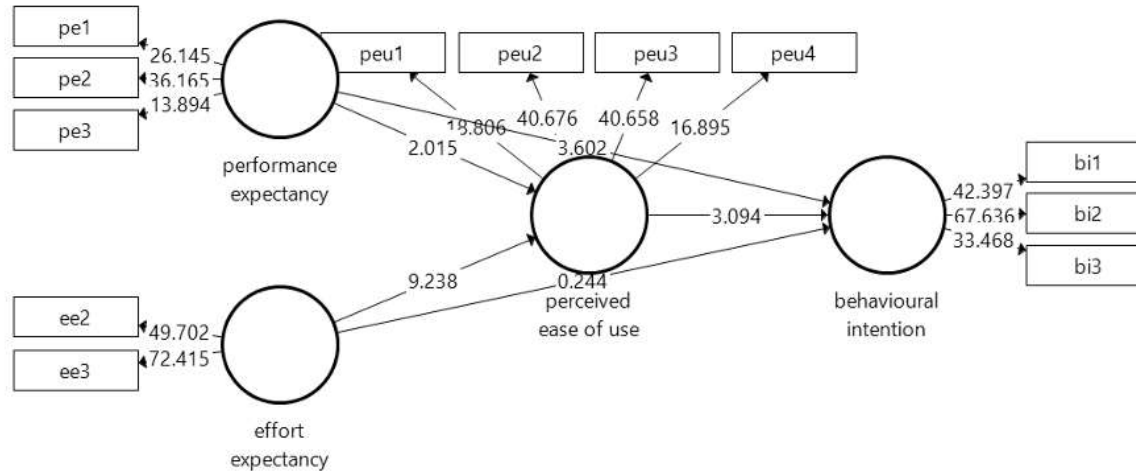 pe1
pe2
pe3
26.145
36.165
13.894
performance
expectancy
peu1
peu2
peu3
peu4
18.806
40.676
40.658
16.895
2.015
3.602
9.238
0.244
3.094
perceived
ease of use
ee2
ee3
49.702
72.415
effort
expectancy
behavioural
intention
42.397
67.636
33.468
bi1
bi2
bi3